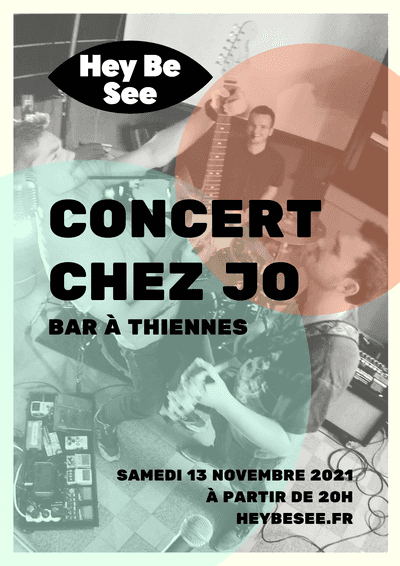 Hey Be
See
CONCERT
CHEZ JO
BAR À THIENNES
SAMEDI 13 NOVEMBRE 2021
À PARTIR DE 20H
HEYBESEE.FR